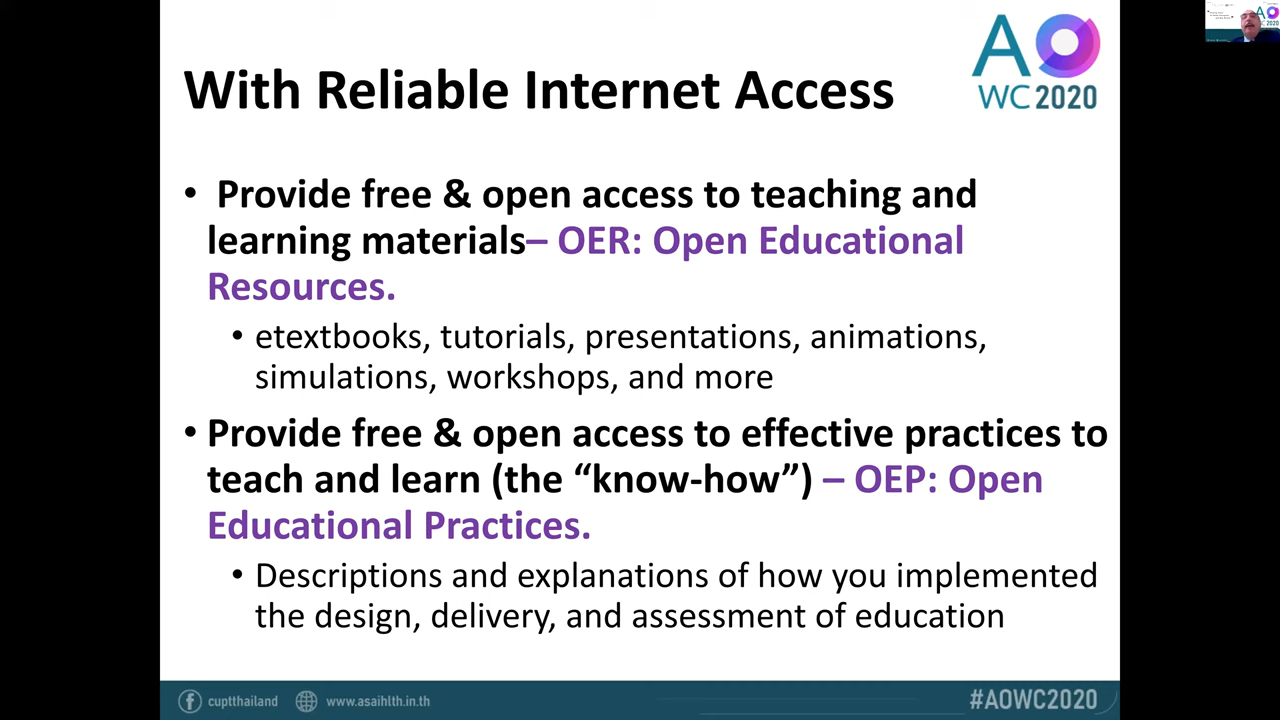 With Reliable Internet Access
AO
WC 2020
• Provide free & open access to teaching and
learning materials– OER: Open Educational
Resources.
• etextbooks, tutorials, presentations, animations,
simulations, workshops, and more
• Provide free & open access to effective practices to
teach and learn (the “know-how”) – OEP: Open
Educational Practices.
• Descriptions and explanations of how you implemented
the design, delivery, and assessment of education
cuptthailand
www.asaihlth.in.th
#AOWC2020